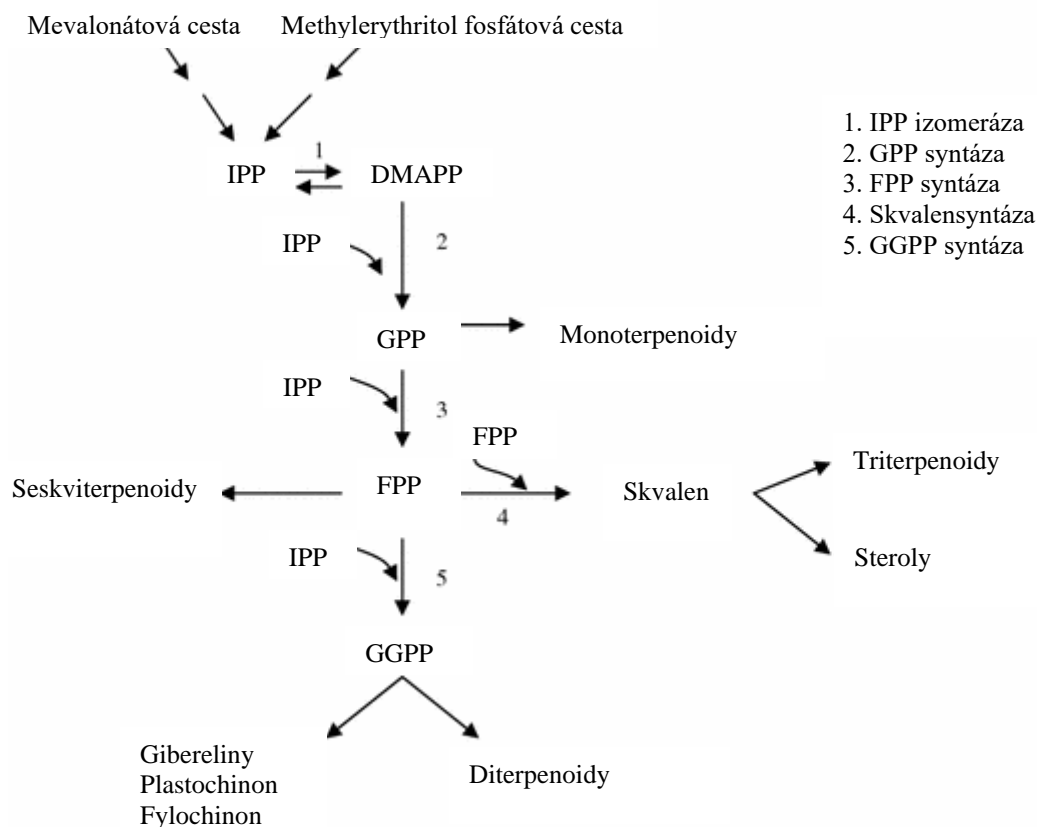 Mevalonátová cesta
Methylerythritol fosfátová cesta
1. IPP izomeráza
2. GPP syntáza
3. FPP syntáza
4. Skvalensyntáza
5. GGPP syntáza
IPP
1
DMAPP
IPP
2
GPP
Monoterpenoidy
IPP
3
FPP
Seskviterpenoidy
FPP
4
Skvalen
Triterpenoidy
Steroly
IPP
5
GGPP
Gibereliny
Plastochinon
Fylochinon
Diterpenoidy